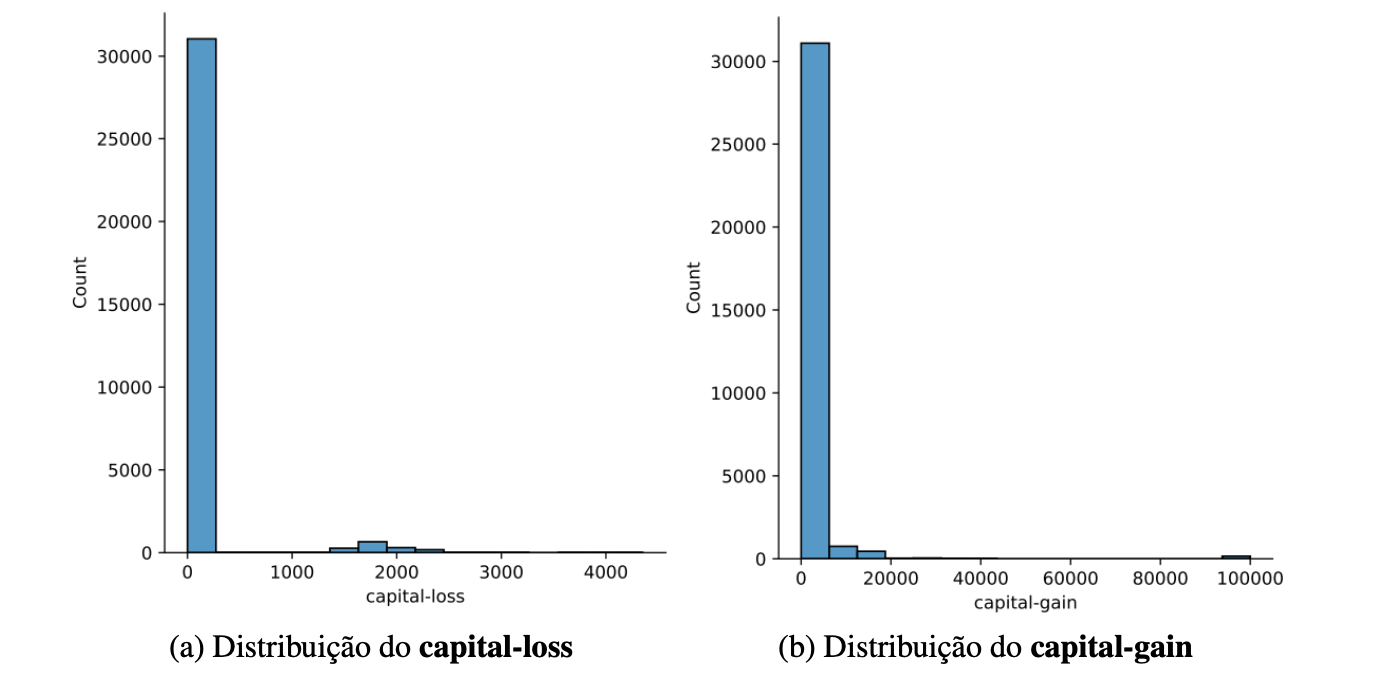 30000
25000
20000
15000
10000
5000
0
Count
0 1000 2000 3000 4000
capital-loss
(a) Distribuição do capital-loss
30000
25000
20000
15000
10000
5000
0
Count
0 20000 40000 60000 80000 100000
capital-gain
(b) Distribuição do capital-gain